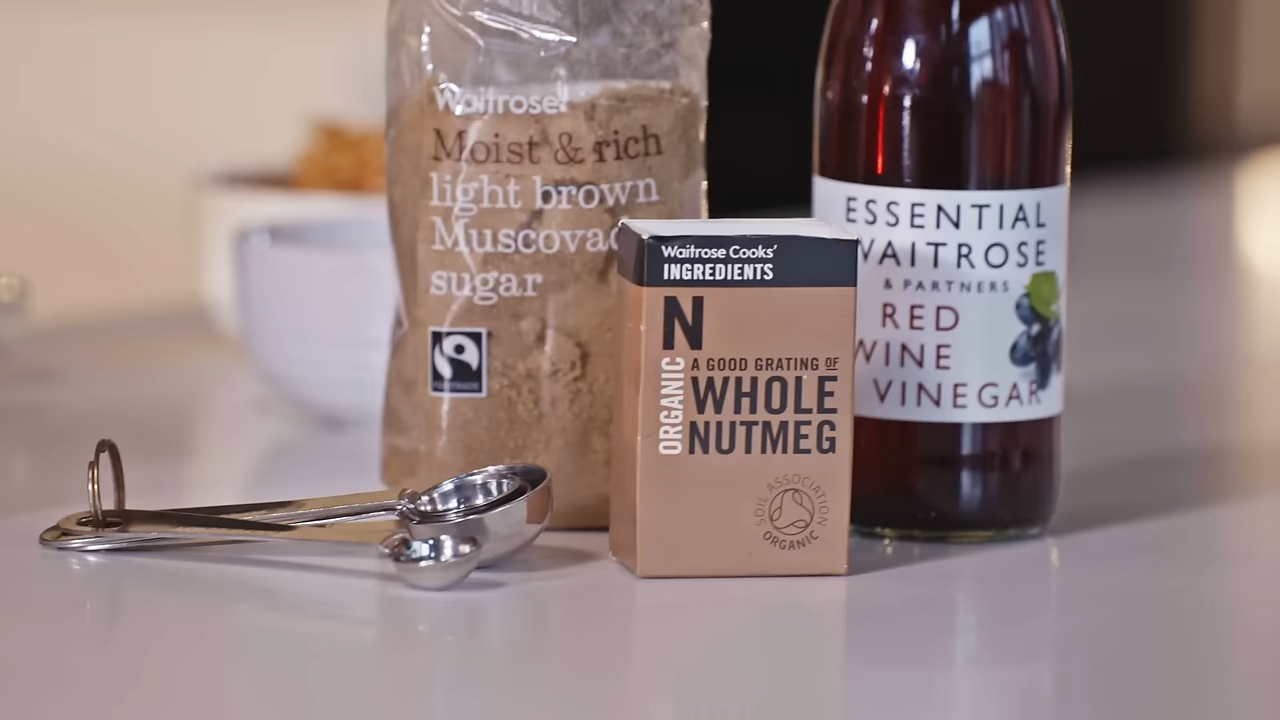 Waitrose
Moist & rich
light brown
Muscovad
sugar
FAIRTRADE
Waitrose Cooks'
INGREDIENTS
N
ORGANIC
A GOOD GRATING OF
WHOLE
NUTMEG
SOIL ASSOCIATION
ORGANIC
ESSENTIAL
WAITROSE
& PARTNERS
RED
WINE
VINEGAR